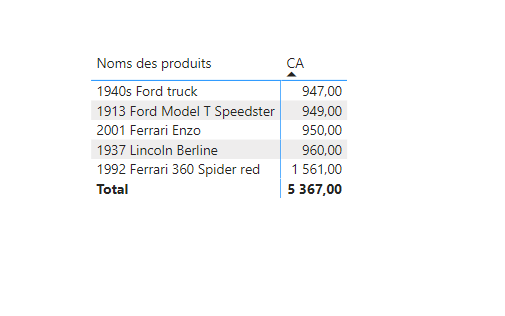 Noms des produits CA
1940s Ford truck 947,00
1913 Ford Model T Speedster 949,00
2001 Ferrari Enzo 950,00
1937 Lincoln Berline 960,00
1992 Ferrari 360 Spider red 1 561,00
Total 5 367,00